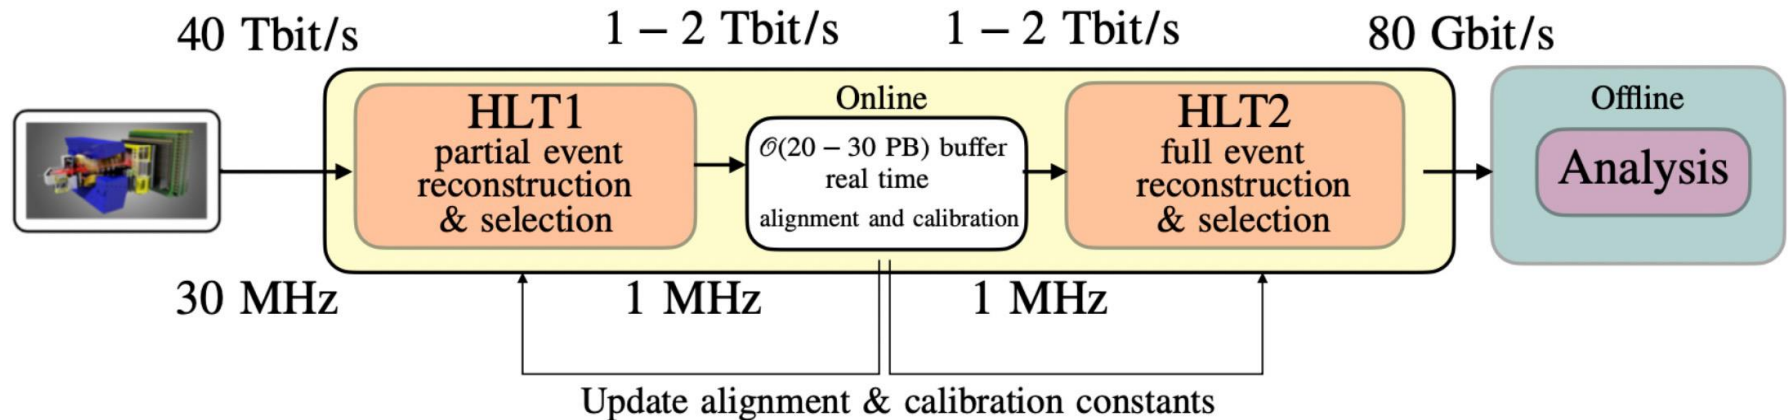 40 Tbit/s
1 – 2 Tbit/s
1 – 2 Tbit/s
80 Gbit/s
HLT1
partial event
reconstruction
& selection
Online
𝒪(20 – 30 PB) buffer
real time
alignment and calibration
HLT2
full event
reconstruction
& selection
Offline
Analysis
30 MHz
1 MHz
1 MHz
Update alignment & calibration constants